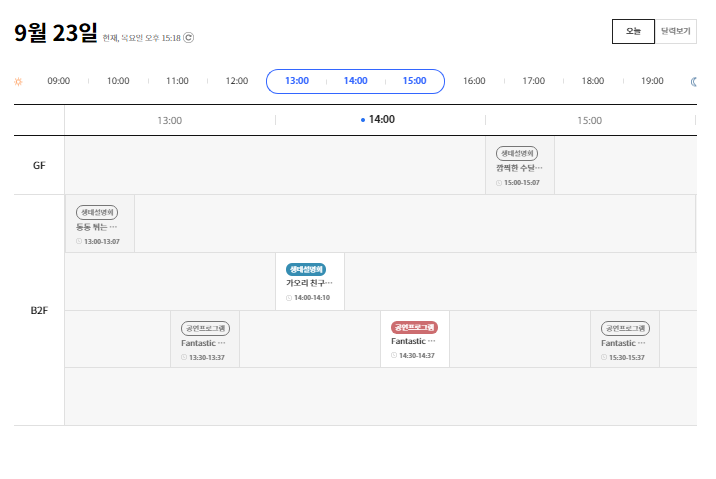 9월 23일 현재, 목요일 오후 15:18
오늘 달력보기
09:00 10:00 11:00 12:00 13:00 14:00 15:00 16:00 17:00 18:00 19:00
13:00 14:00 15:00
GF
생태설명회
깜찍한 수달…
15:00-15:07
B2F
생태설명회
둥둥 뛰는 …
13:00-13:07
생태설명회
가오리 친구…
14:00-14:10
공연프로그램
Fantastic …
13:30-13:37
공연프로그램
Fantastic …
14:30-14:37
공연프로그램
Fantastic …
15:30-15:37